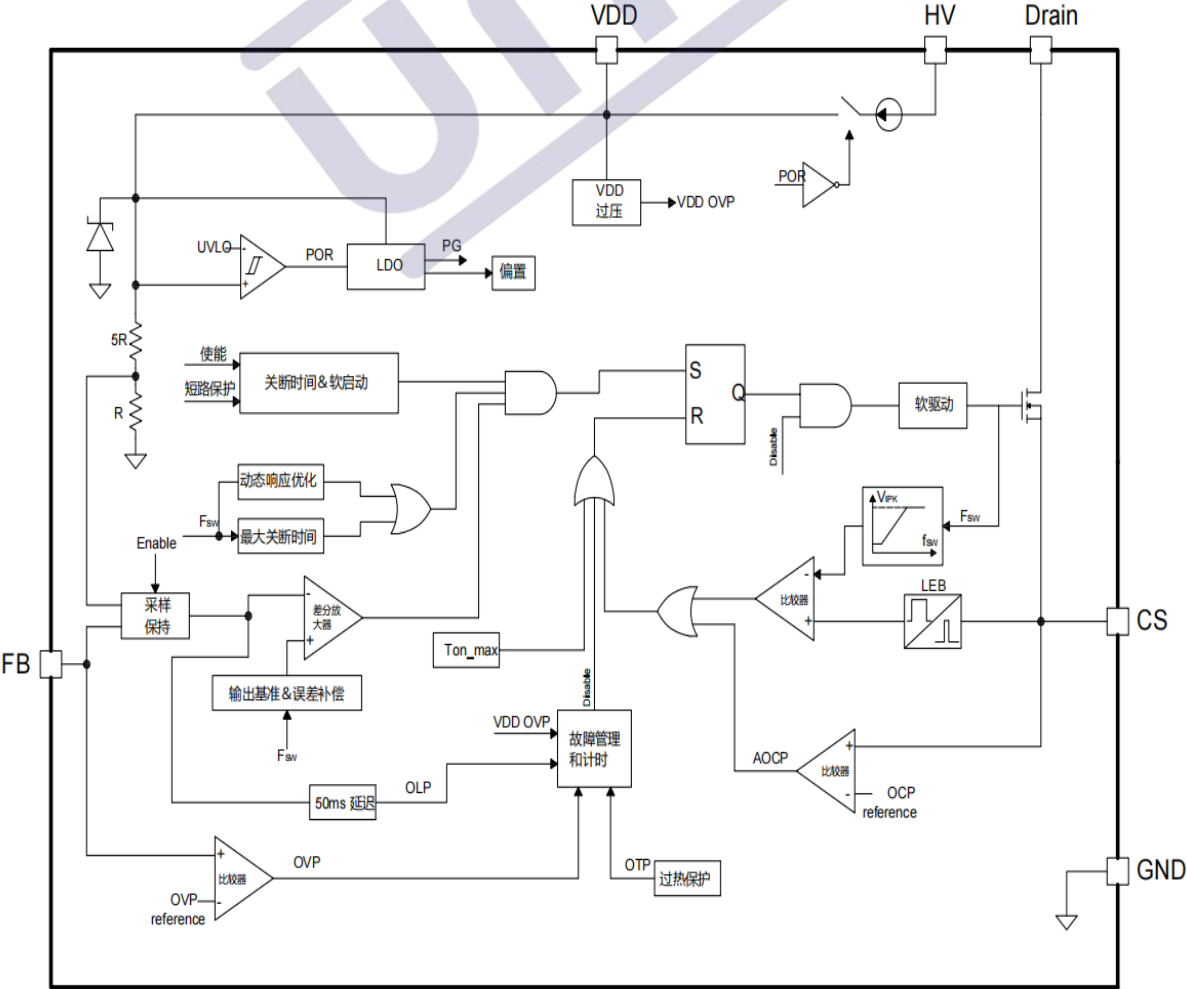 VDD
HV
Drain
VDD
过压
VDD OVP
POR
UVLO
-
+
POR
LDO
PG
偏置
5R
R
使能
短路保护
关断时间&软启动
S
R
Q
Disable
软驱动
动态响应优化
Fsw
最大关断时间
Enable
采样
保持
FB
-
+
差分放
大器
输出基准&误差补偿
Fsw
Ton_max
Disable
VIPK
fsw
Fsw
LEB
-
+
比较器
CS
VDD OVP
故障管理
和计时
AOCP
+
-
比较器
OCP
reference
50ms 延迟
OLP
+
-
比较器
OVP
OVP
reference
OTP
过热保护
GND